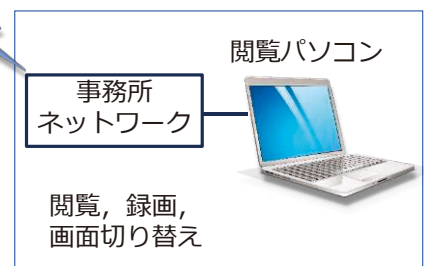 閲覧パソコン
事務所
ネットワーク
閲覧，録画，
画面切り替え